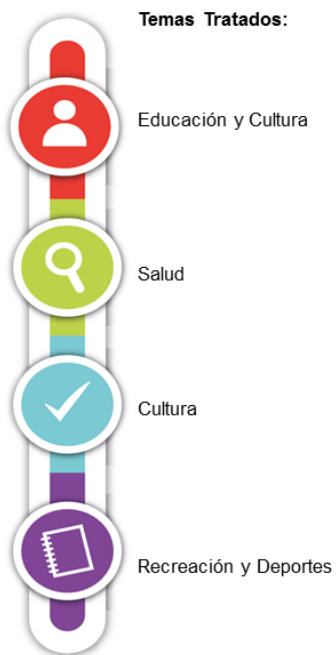 Temas Tratados:
Educación y Cultura
Salud
Cultura
Recreación y Deportes